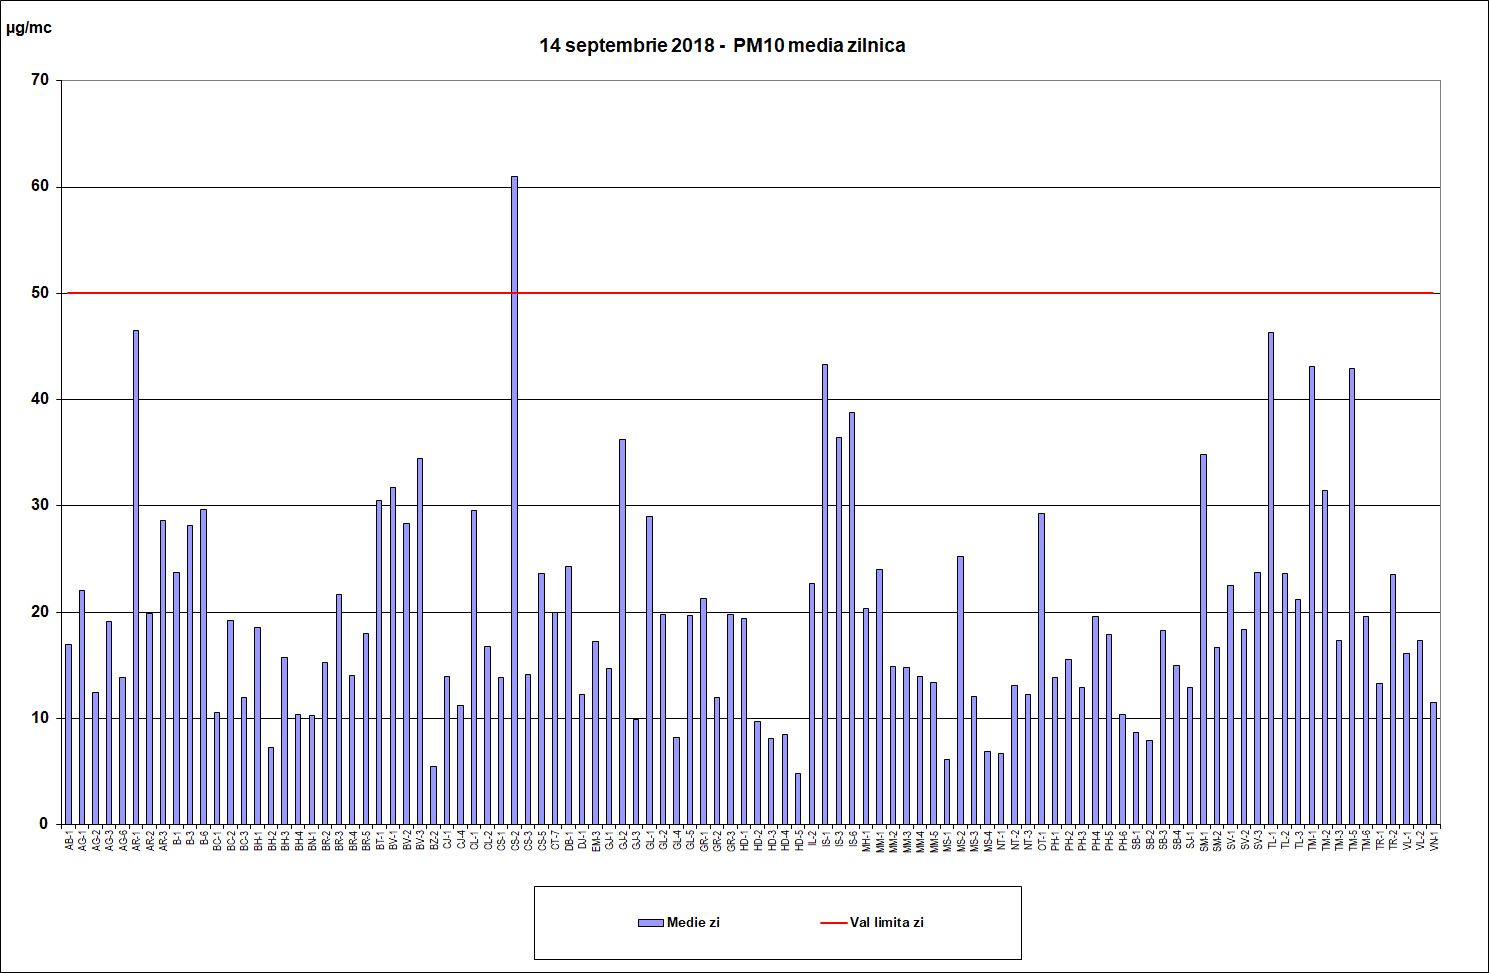 µg/mc
14 septembrie 2018 - PM10 media zilnica
70
60
50
40
30
20
10
0
AB-1
AG-1
AG-2
AG-3
AG-6
AR-1
AR-2
AR-3
B-1
B-3
B-6
BC-1
BC-2
BC-3
BH-1
BH-2
BH-3
BH-4
BN-1
BR-2
BR-3
BR-4
BR-5
BT-1
BV-1
BV-2
BV-3
BZ-2
CJ-1
CJ-4
CL-1
CL-2
CS-1
CS-2
CS-3
CS-5
CT-7
DB-1
DJ-1
EM-3
GJ-1
GJ-2
GJ-3
GL-1
GL-2
GL-4
GL-5
GR-1
GR-2
GR-3
HD-1
HD-2
HD-3
HD-4
HD-5
IL-2
IS-1
IS-3
IS-6
MH-1
MM-1
MM-2
MM-3
MM-4
MM-5
MS-1
MS-2
MS-3
MS-4
NT-1
NT-2
NT-3
OT-1
PH-1
PH-2
PH-3
PH-4
PH-5
PH-6
SB-1
SB-2
SB-3
SB-4
SJ-1
SM-1
SM-2
SV-1
SV-2
SV-3
TL-1
TL-2
TL-3
TM-1
TM-2
TM-3
TM-5
TM-6
TR-1
TR-2
VL-1
VL-2
VN-1
Medie zi
Val limita zi